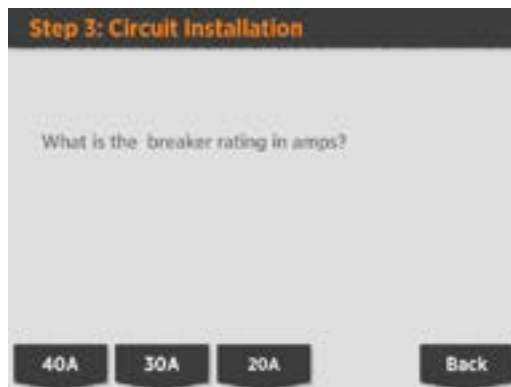 Step 3: Circuit Installation
What is the breaker rating in amps?
40A 30A 20A Back